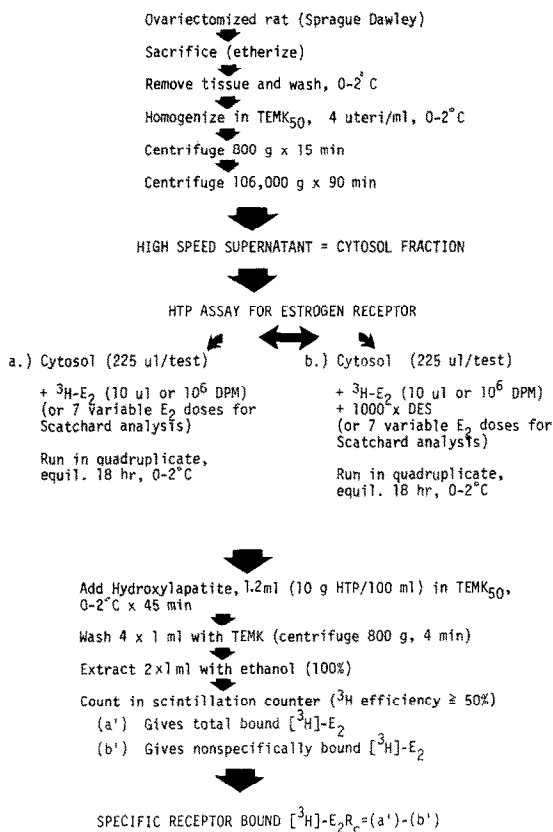 Ovariectomized rat (Sprague Dawley)
Sacrifice (etherize)
Remove tissue and wash, 0-2°C
Homogenize in TEMK50, 4 uteri/ml, 0-2°C
Centrifuge 800 g x 15 min
Centrifuge 106,000 g x 90 min
HIGH SPEED SUPERNATANT = CYTOSOL FRACTION
HTP ASSAY FOR ESTROGEN RECEPTOR
a.) Cytosol (225 ul/test)
+ 3H-E2 (10 ul or 10^6 DPM)
(or 7 variable E2 doses for
Scatchard analysis)
Run in quadruplicate,
equil. 18 hr, 0-2°C
b.) Cytosol (225 ul/test)
+ 3H-E2 (10 ul or 10^6 DPM)
+ 1000 x DES
(or 7 variable E2 doses for
Scatchard analysis)
Run in quadruplicate,
equil. 18 hr, 0-2°C
Add Hydroxylapatite, 1.2ml (10 g HTP/100 ml) in TEMK50,
0-2°C x 45 min
Wash 4 x 1 ml with TEMK (centrifuge 800 g, 4 min)
Extract 2x1 ml with ethanol (100%)
Count in scintillation counter (3H efficiency ≧ 50%)
(a') Gives total bound [3H]-E2
(b') Gives nonspecifically bound [3H]-E2
SPECIFIC RECEPTOR BOUND [3H]-E2Rc=(a')-(b')